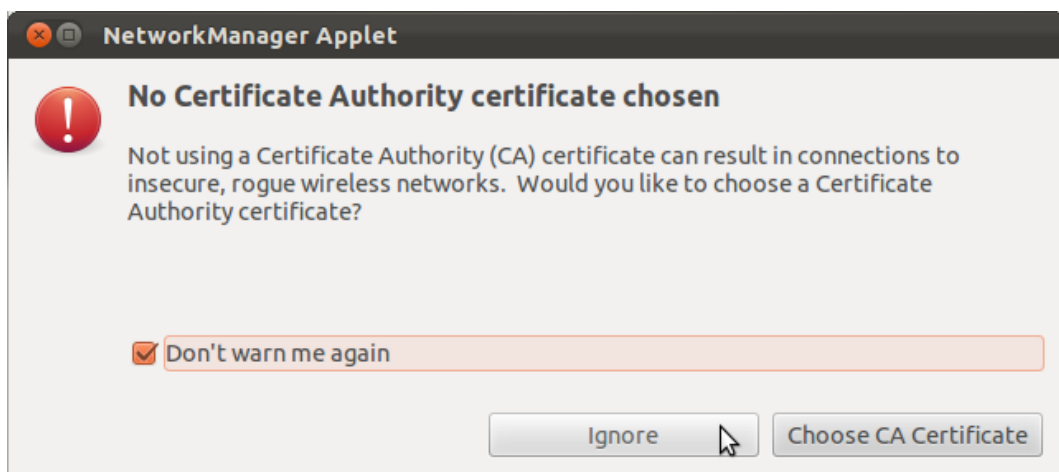 NetworkManager Applet
No Certificate Authority certificate chosen
Not using a Certificate Authority (CA) certificate can result in connections to
insecure, rogue wireless networks.  Would you like to choose a Certificate
Authority certificate?
Don't warn me again
Ignore
Choose CA Certificate